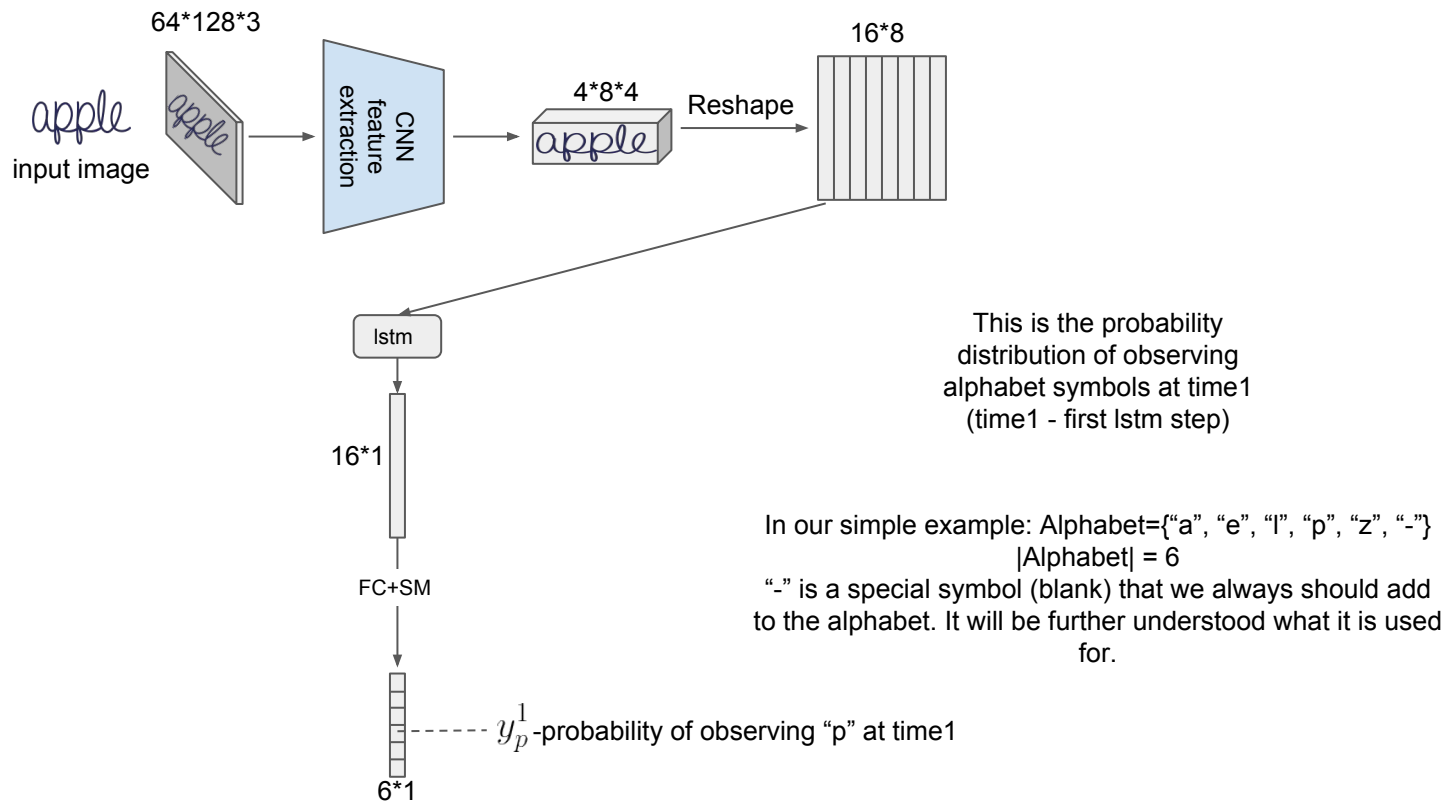 64*128*3
apple
input image
apple
CNN
feature
extraction
4*8*4
apple
Reshape
16*8
lstm
16*1
FC+SM
6*1
y_p^1-probability of observing “p” at time1
This is the probability
distribution of observing
alphabet symbols at time1
(time1 - first lstm step)
In our simple example: Alphabet={“a”, “e”, “l”, “p”, “z”, “-”}
|Alphabet| = 6
“-” is a special symbol (blank) that we always should add
to the alphabet. It will be further understood what it is used
for.